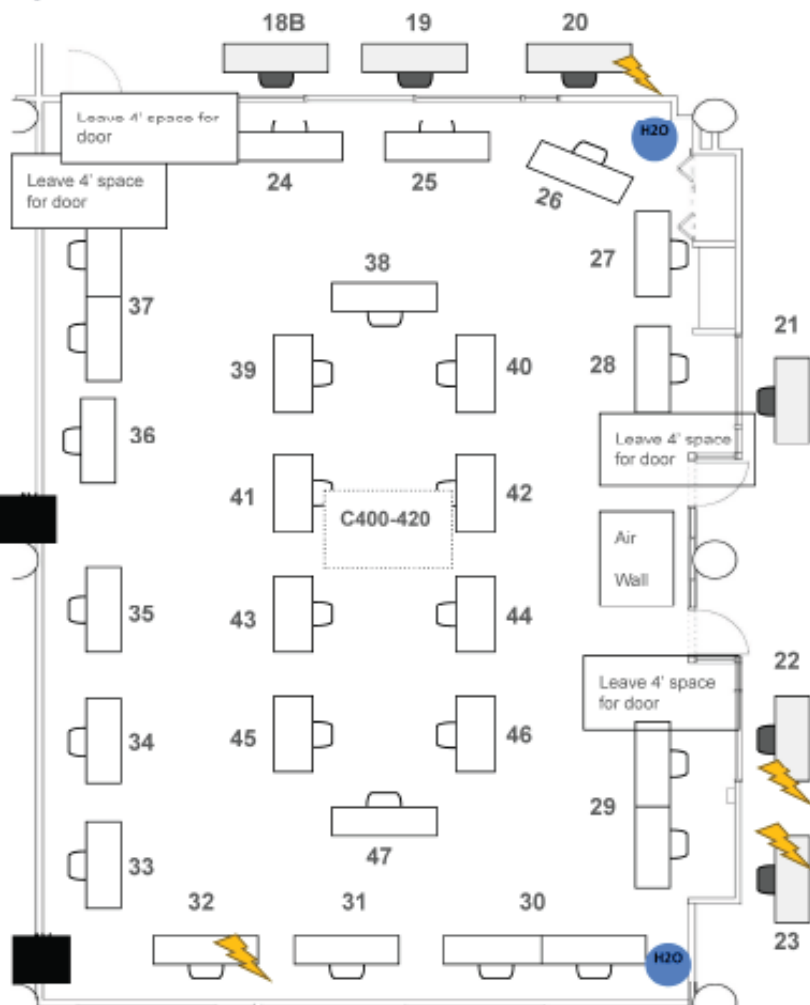 18B
19
20
Leave 4' space for
door
H2O
Leave 4' space
for door
24
25
26
27
38
37
21
39
40
28
36
Leave 4' space
for door
41
42
C400-420
Air
Wall
35
43
44
22
Leave 4' space
for door
34
45
46
29
47
33
32
31
30
23
H2O